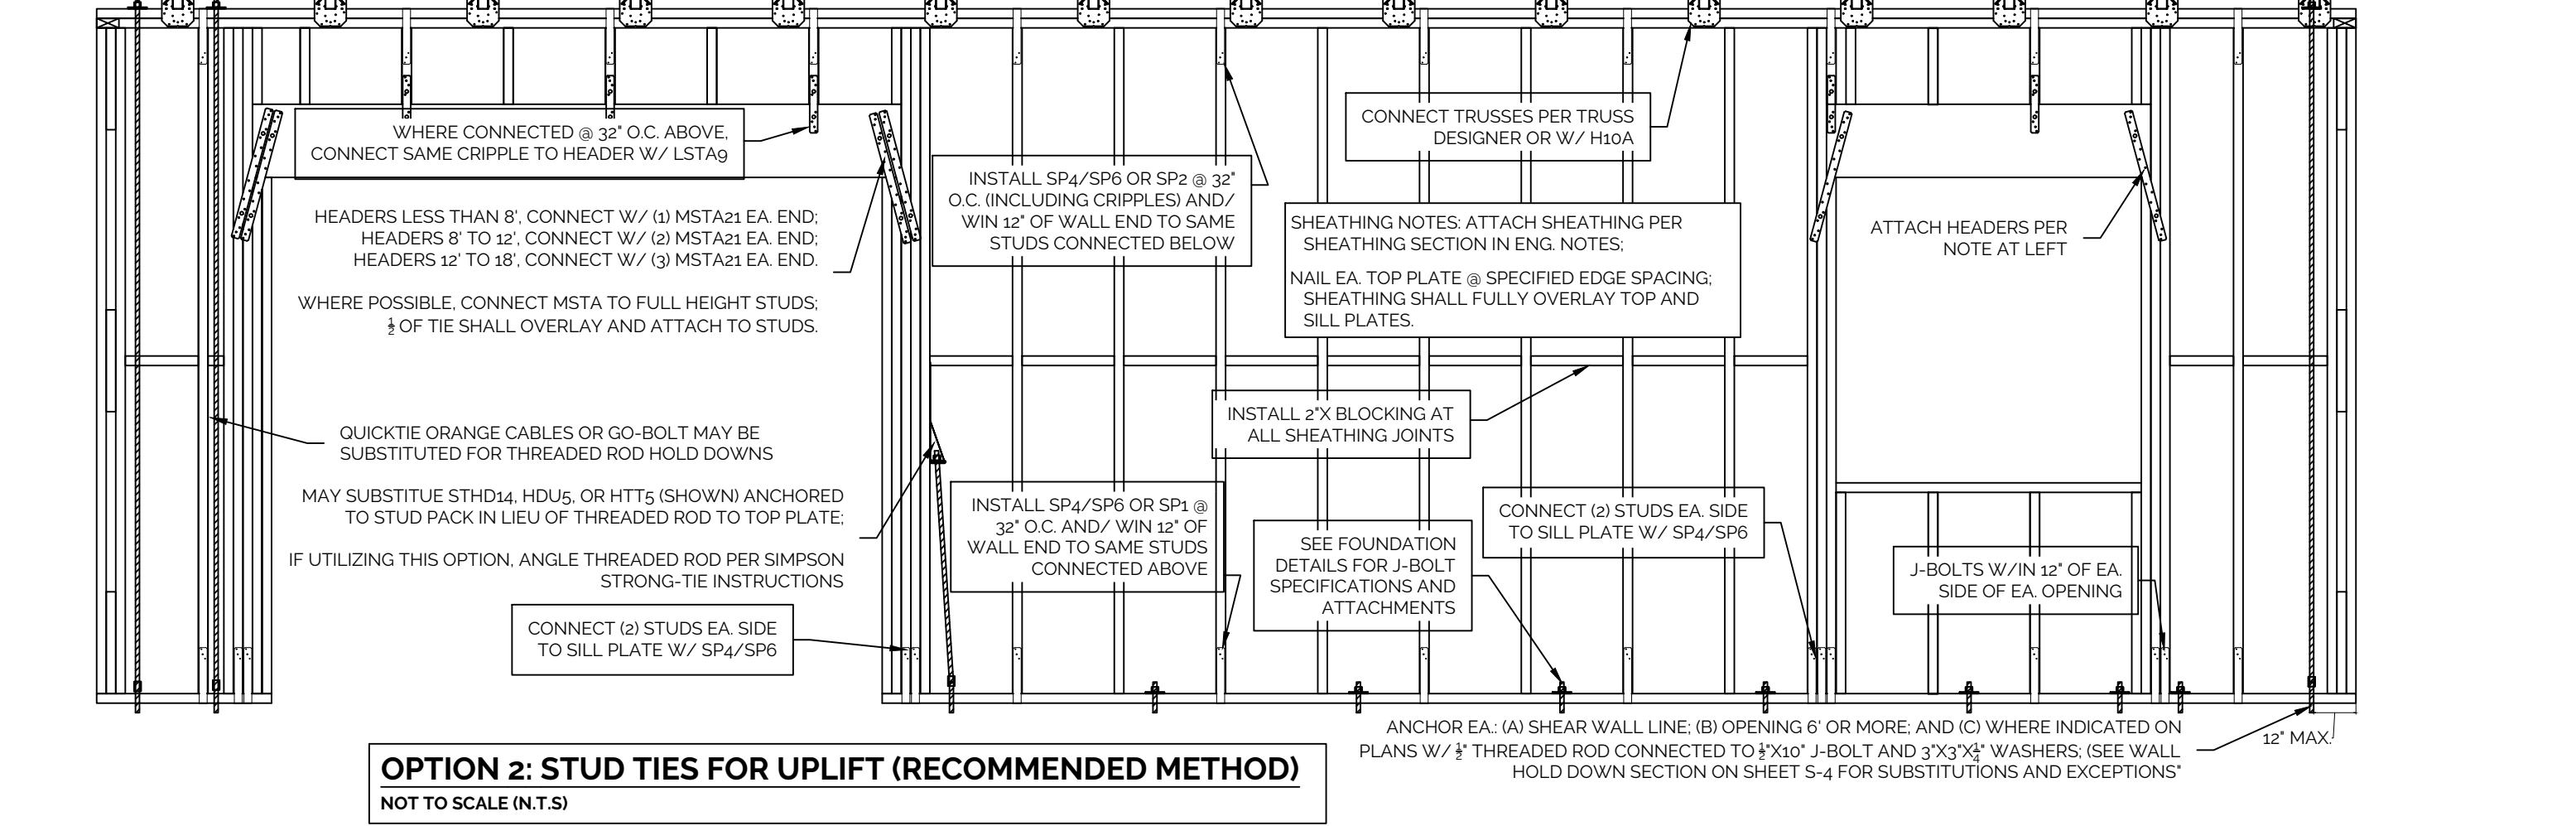 WHERE CONNECTED @ 32" O.C. ABOVE,
CONNECT SAME CRIPPLE TO HEADER W/ LSTA9
HEADERS LESS THAN 8', CONNECT W/ (1) MSTA21 EA. END;
HEADERS 8' TO 12', CONNECT W/ (2) MSTA21 EA. END;
HEADERS 12' TO 18', CONNECT W/ (3) MSTA21 EA. END.
WHERE POSSIBLE, CONNECT MSTA TO FULL HEIGHT STUDS;
½ OF TIE SHALL OVERLAY AND ATTACH TO STUDS.
QUICKTIE ORANGE CABLES OR GO-BOLT MAY BE
SUBSTITUTED FOR THREADED ROD HOLD DOWNS
MAY SUBSTITUE STHD14, HDU5, OR HTT5 (SHOWN) ANCHORED
TO STUD PACK IN LIEU OF THREADED ROD TO TOP PLATE;
IF UTILIZING THIS OPTION, ANGLE THREADED ROD PER SIMPSON
STRONG-TIE INSTRUCTIONS
CONNECT (2) STUDS EA. SIDE
TO SILL PLATE W/ SP4/SP6
INSTALL SP4/SP6 OR SP2 @ 32"
O.C. (INCLUDING CRIPPLES) AND/
WIN 12" OF WALL END TO SAME
STUDS CONNECTED BELOW
CONNECT TRUSSES PER TRUSS
DESIGNER OR W/ H10A
SHEATHING NOTES: ATTACH SHEATHING PER
SHEATHING SECTION IN ENG. NOTES;
NAIL EA. TOP PLATE @ SPECIFIED EDGE SPACING;
SHEATHING SHALL FULLY OVERLAY TOP AND
SILL PLATES.
INSTALL 2"X BLOCKING AT
ALL SHEATHING JOINTS
INSTALL SP4/SP6 OR SP1 @
32" O.C. AND/ WIN 12" OF
WALL END TO SAME STUDS
CONNECTED ABOVE
SEE FOUNDATION
DETAILS FOR J-BOLT
SPECIFICATIONS AND
ATTACHMENTS
CONNECT (2) STUDS EA. SIDE
TO SILL PLATE W/ SP4/SP6
ATTACH HEADERS PER
NOTE AT LEFT
J-BOLTS W/IN 12" OF EA.
SIDE OF EA. OPENING
ANCHOR EA.: (A) SHEAR WALL LINE; (B) OPENING 6' OR MORE; AND (C) WHERE INDICATED ON
PLANS W/ ½" THREADED ROD CONNECTED TO ½"X10" J-BOLT AND 3"X3"X¼" WASHERS; (SEE WALL
HOLD DOWN SECTION ON SHEET S-4 FOR SUBSTITUTIONS AND EXCEPTIONS"
12" MAX.
OPTION 2: STUD TIES FOR UPLIFT (RECOMMENDED METHOD)
NOT TO SCALE (N.T.S)